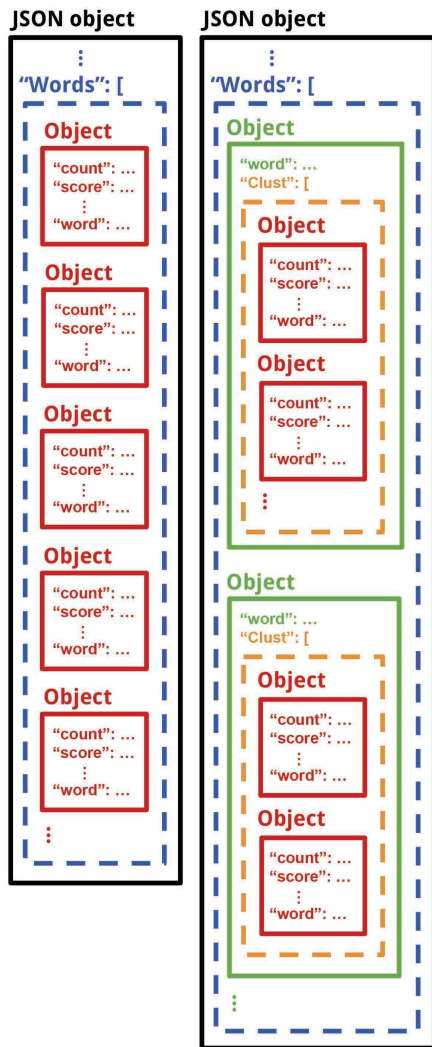 JSON object
⋮
“Words”: [
Object
“count”: ...
“score”: ...
⋮
“word”: ...
Object
“count”: ...
“score”: ...
⋮
“word”: ...
Object
“count”: ...
“score”: ...
⋮
“word”: ...
Object
“count”: ...
“score”: ...
⋮
“word”: ...
Object
“count”: ...
“score”: ...
⋮
“word”: ...
⋮
JSON object
⋮
“Words”: [
Object
“word”: ...
“Clust”: [
Object
“count”: ...
“score”: ...
⋮
“word”: ...
Object
“count”: ...
“score”: ...
⋮
“word”: ...
⋮
Object
“word”: ...
“Clust”: [
Object
“count”: ...
“score”: ...
⋮
“word”: ...
Object
“count”: ...
“score”: ...
⋮
“word”: ...
⋮